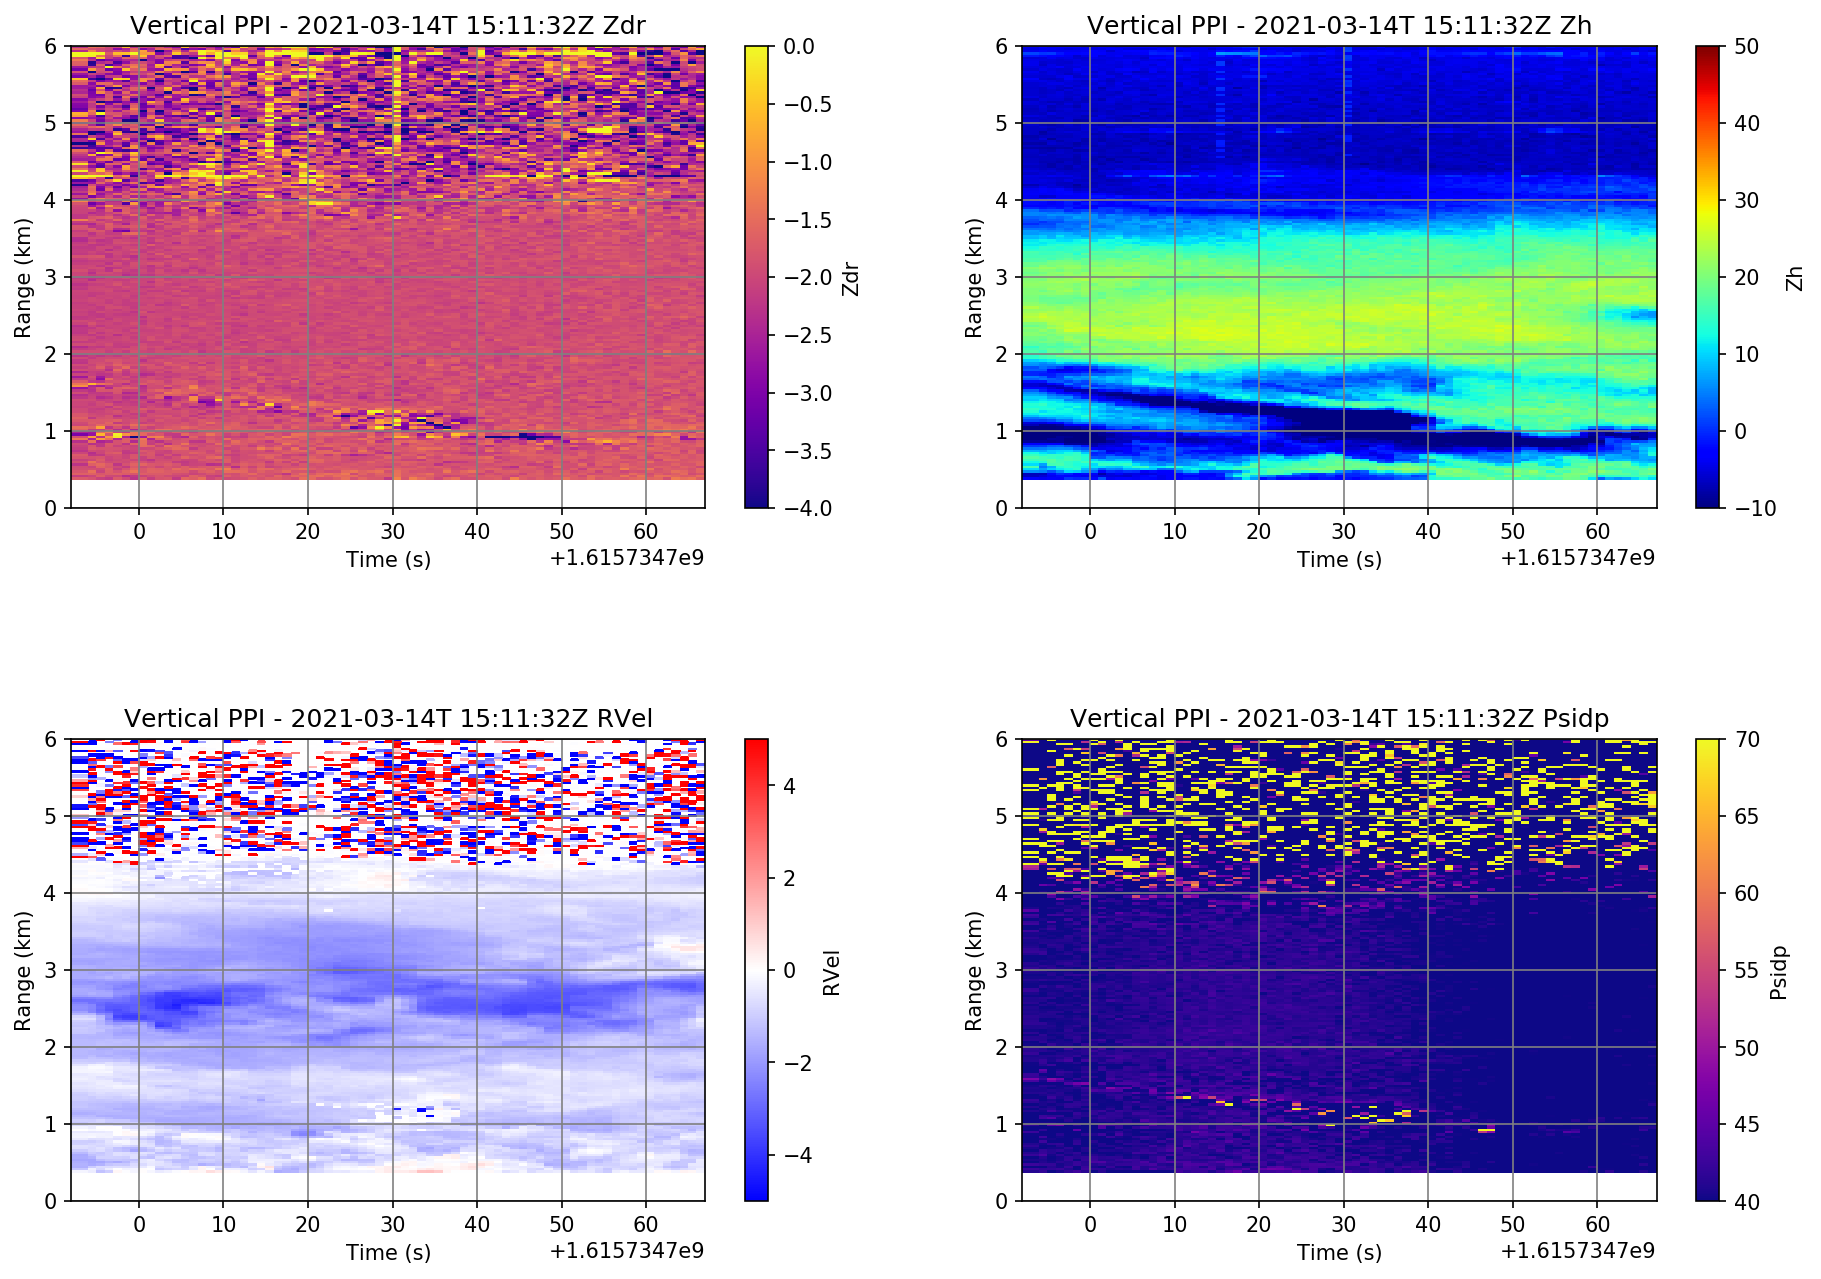 Vertical PPI - 2021-03-14T 15:11:32Z Zdr
6
5
4
3
2
1
0
Range (km)
0 10 20 30 40 50 60
Time (s)
+1.6157347e9
0.0
−0.5
−1.0
−1.5
−2.0
−2.5
−3.0
−3.5
−4.0
Zdr
Vertical PPI - 2021-03-14T 15:11:32Z Zh
6
5
4
3
2
1
0
Range (km)
0 10 20 30 40 50 60
Time (s)
+1.6157347e9
50
40
30
20
10
0
−10
Zh
Vertical PPI - 2021-03-14T 15:11:32Z RVel
6
5
4
3
2
1
0
Range (km)
0 10 20 30 40 50 60
Time (s)
+1.6157347e9
4
2
0
−2
−4
RVel
Vertical PPI - 2021-03-14T 15:11:32Z Psidp
6
5
4
3
2
1
0
Range (km)
0 10 20 30 40 50 60
Time (s)
+1.6157347e9
70
65
60
55
50
45
40
Psidp